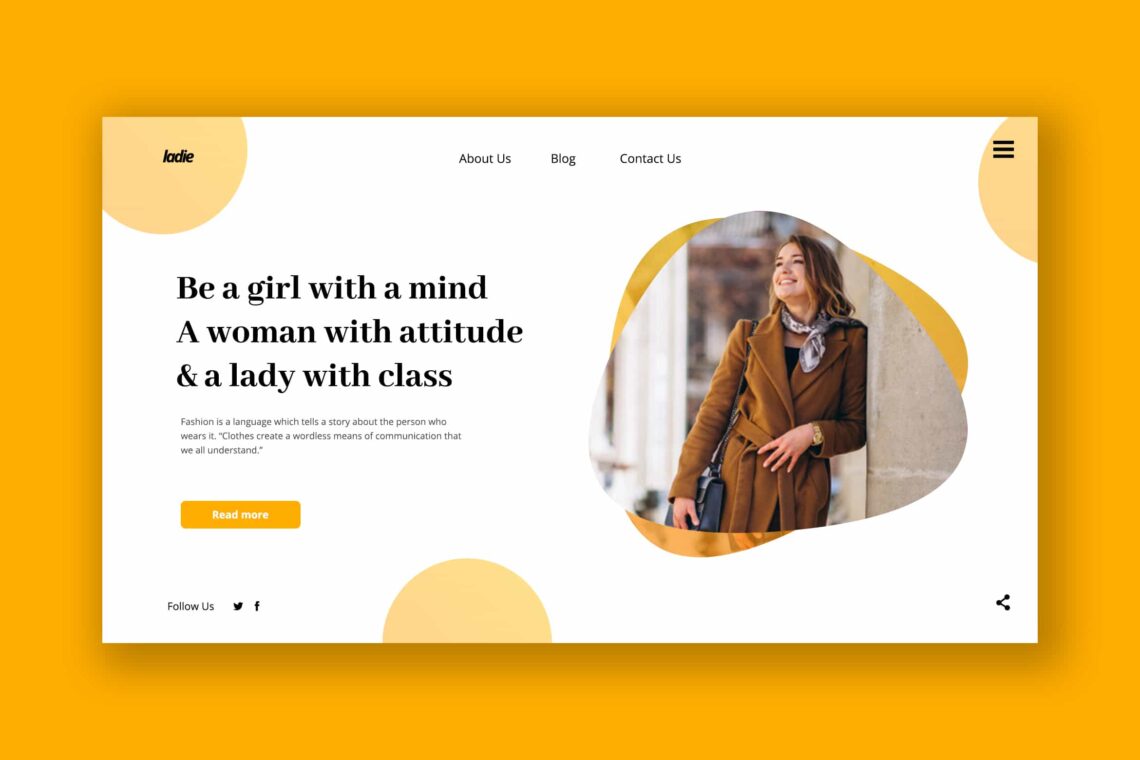 ladie
About Us Blog Contact Us
Be a girl with a mind
A woman with attitude
& a lady with class
Fashion is a language which tells a story about the person who
wears it. “Clothes create a wordless means of communication that
we all understand.”
Read more
Follow Us